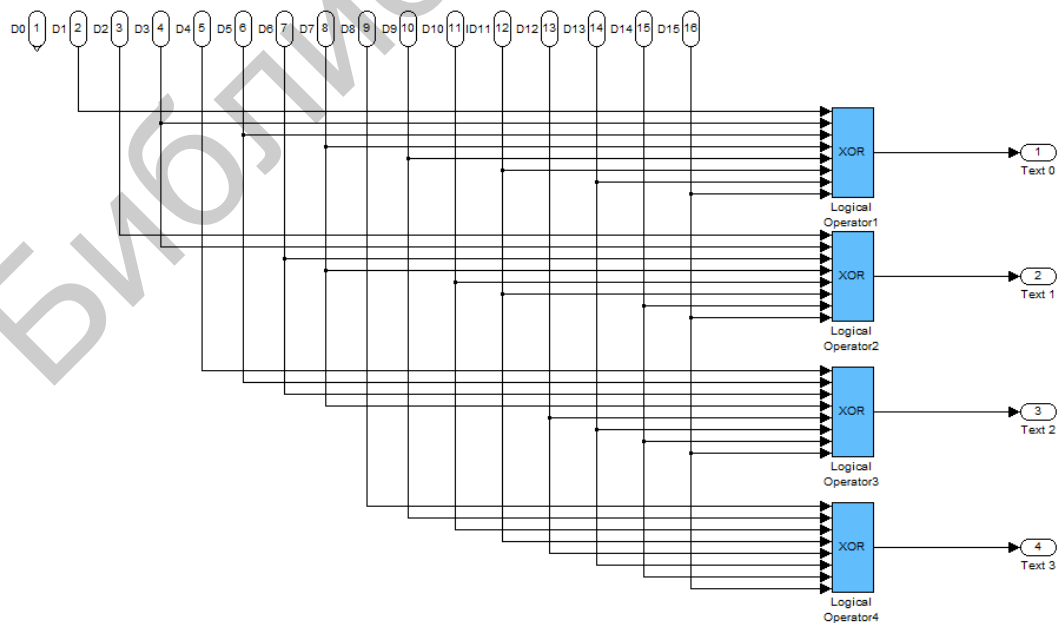 D0 1 D1 2 D2 3 D3 4 D4 5 D5 6 D6 7 D7 8 D8 9 D9 10 D10 11 ID11 12 D12 13 D13 14 D14 15 D15 16
Библио
XOR
Logical
Operator1
1
Text 0
XOR
Logical
Operator2
2
Text 1
XOR
Logical
Operator3
3
Text 2
XOR
Logical
Operator4
4
Text 3